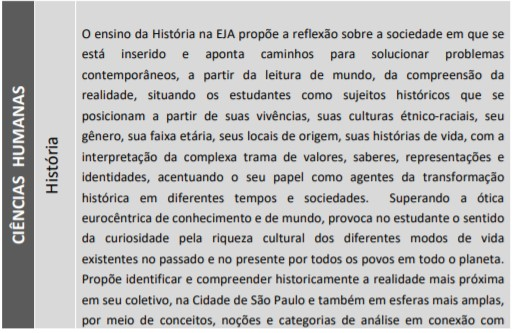 CIÊNCIAS HUMANAS
História
O ensino da História na EJA propõe a reflexão sobre a sociedade em que se
está inserido e aponta caminhos para solucionar problemas
contemporâneos, a partir da leitura de mundo, da compreensão da
realidade, situando os estudantes como sujeitos históricos que se
posicionam a partir de suas vivências, suas culturas étnico-raciais, seu
gênero, sua faixa etária, seus locais de origem, suas histórias de vida, com a
interpretação da complexa trama de valores, saberes, representações e
identidades, acentuando o seu papel como agentes da transformação
histórica em diferentes tempos e sociedades. Superando a ótica
eurocêntrica de conhecimento e de mundo, provoca no estudante o sentido
da curiosidade pela riqueza cultural dos diferentes modos de vida
existentes no passado e no presente por todos os povos em todo o planeta.
Propõe identificar e compreender historicamente a realidade mais próxima
em seu coletivo, na Cidade de São Paulo e também em esferas mais amplas,
por meio de conceitos, noções e categorias de análise em conexão com